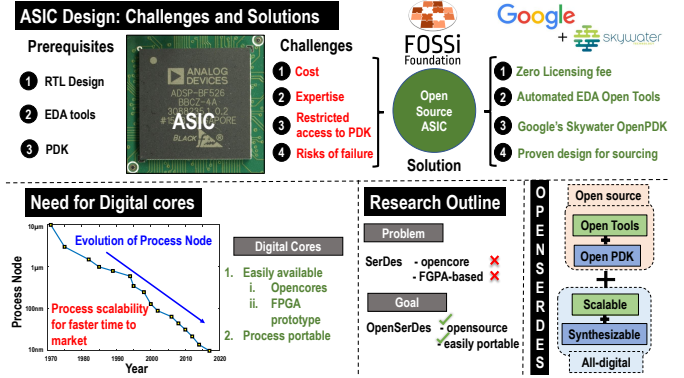 ASIC Design: Challenges and Solutions
Prerequisites
1 RTL Design
2 EDA tools
3 PDK
ANALOG
DEVICES
ADSP-BF526
BBCZ-4A
ASIC
BLACK
Challenges
1 Cost
2 Expertise
3 Restricted
access to PDK
4 Risks of failure
FOSSi
Foundation
Open
Source
ASIC
Solution
Google
+ skywater
1 Zero Licensing fee
2 Automated EDA Open Tools
3 Google's Skywater OpenPDK
4 Proven design for sourcing
Need for Digital cores
Process Node
10μm
1μm
100nm
10nm
Evolution of Process Node
Process scalability
for faster time to
market
1970 1980 1990 2000 2010 2020
Year
Digital Cores
1. Easily available
i. Opencores
ii. FPGA
prototype
2. Process portable
Research Outline
Problem
SerDes - opencore ✕
- FGPA-based ✕
Goal
OpenSerDes - opensource
- easily portable
OPENSERDES
Open source
Open Tools
+
Open PDK
+
Scalable
+
Synthesizable
All-digital